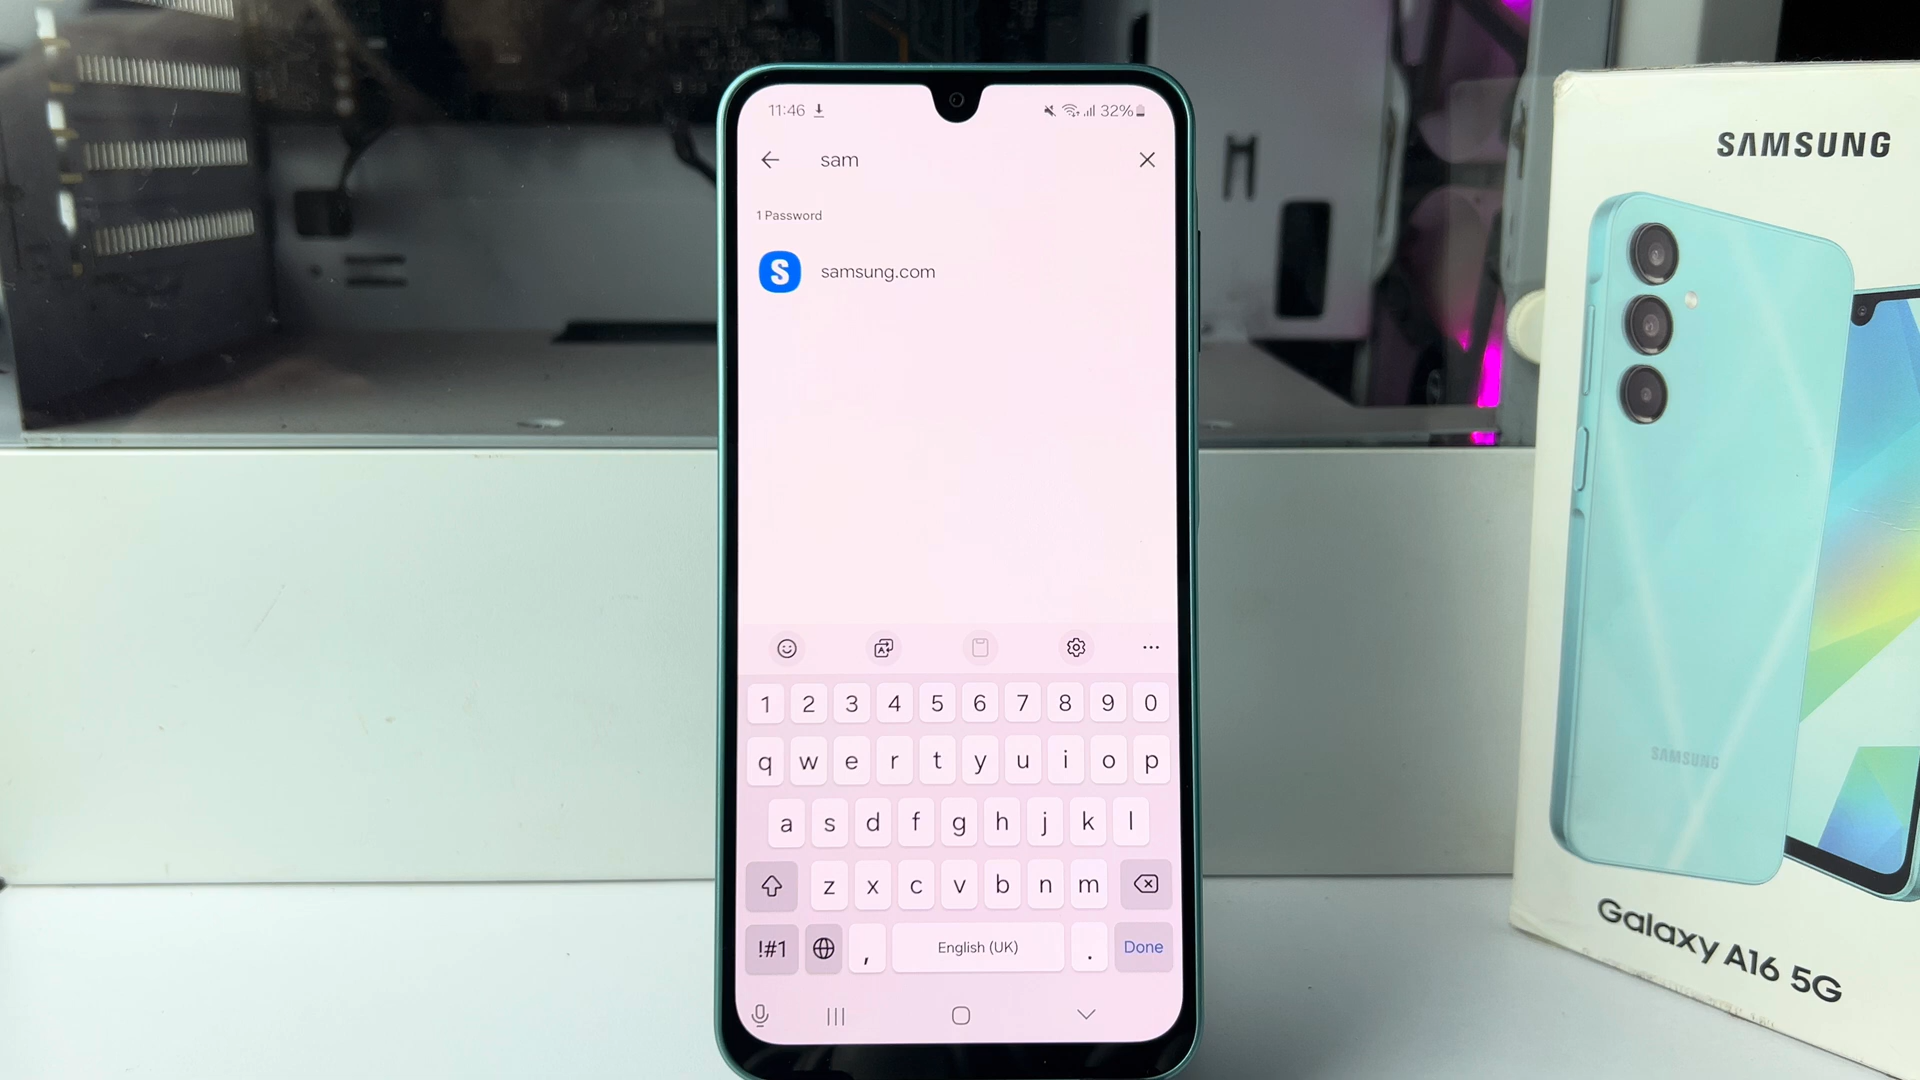 11:46
32%
sam
1 Password
S samsung.com
1 2 3 4 5 6 7 8 9 0
q w e r t y u i o p
a s d f g h j k l
z x c v b n m
!#1 , English (UK) . Done
SAMSUNG
SAMSUNG
Galaxy A16 5G